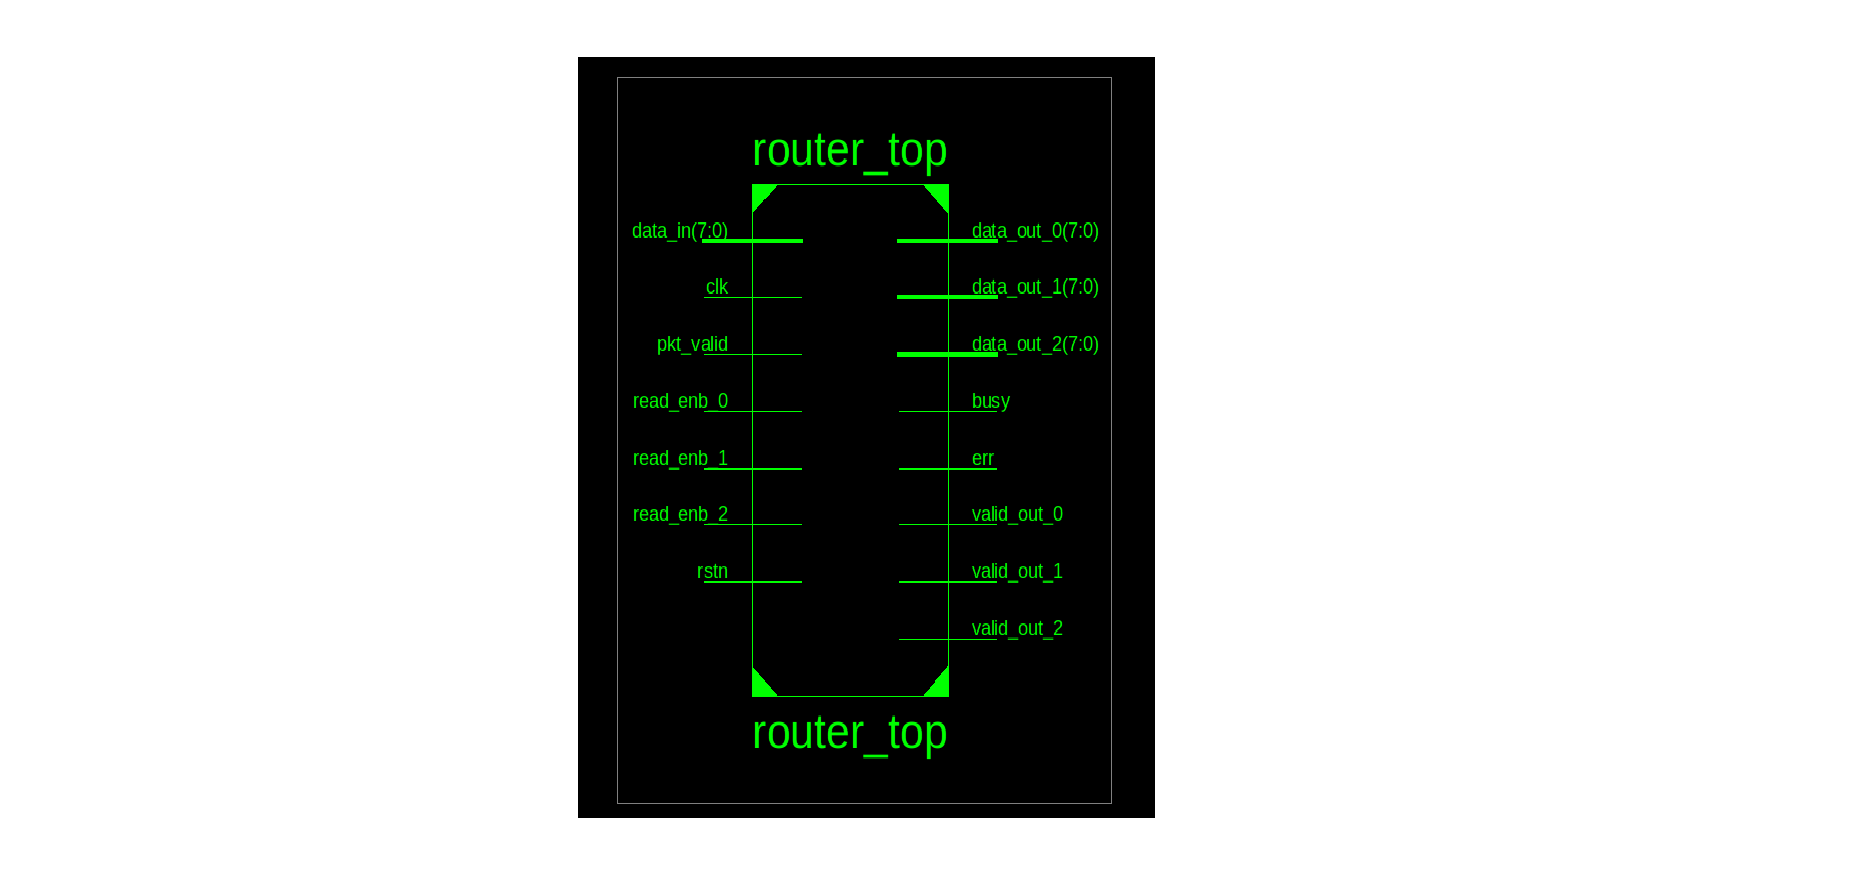 router_top
data_in(7:0)
data_out_0(7:0)
clk
data_out_1(7:0)
pkt_valid
data_out_2(7:0)
read_enb_0
busy
read_enb_1
err
read_enb_2
valid_out_0
rstn
valid_out_1
valid_out_2
router_top